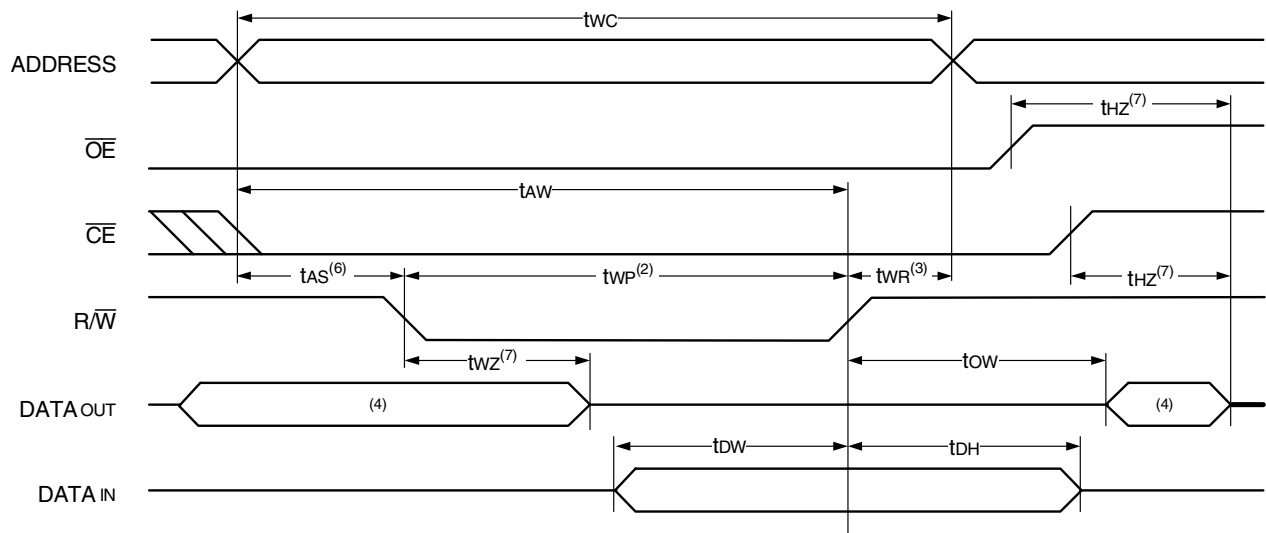 tWC
ADDRESS
tHZ(7)
OE
tAW
CE
tAS(6) tWP(2) tWR(3) tHZ(7)
R/W
tWZ(7) tOW
DATA OUT (4) (4)
tDW tDH
DATA IN